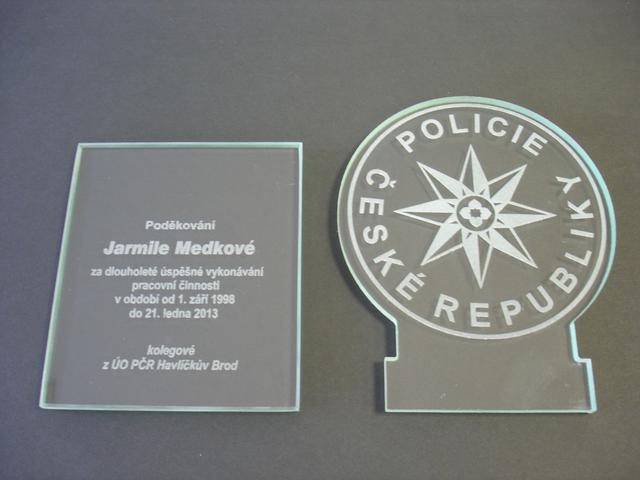 Poděkování
Jarmile Medkové
za dlouholeté úspěšné vykonávání
pracovní činnosti
v období od 1. září 1998
do 21. ledna 2013
kolegové
z ÚO PČR Havlíčkův Brod
POLICIE
ČESKÉ REPUBLIKY